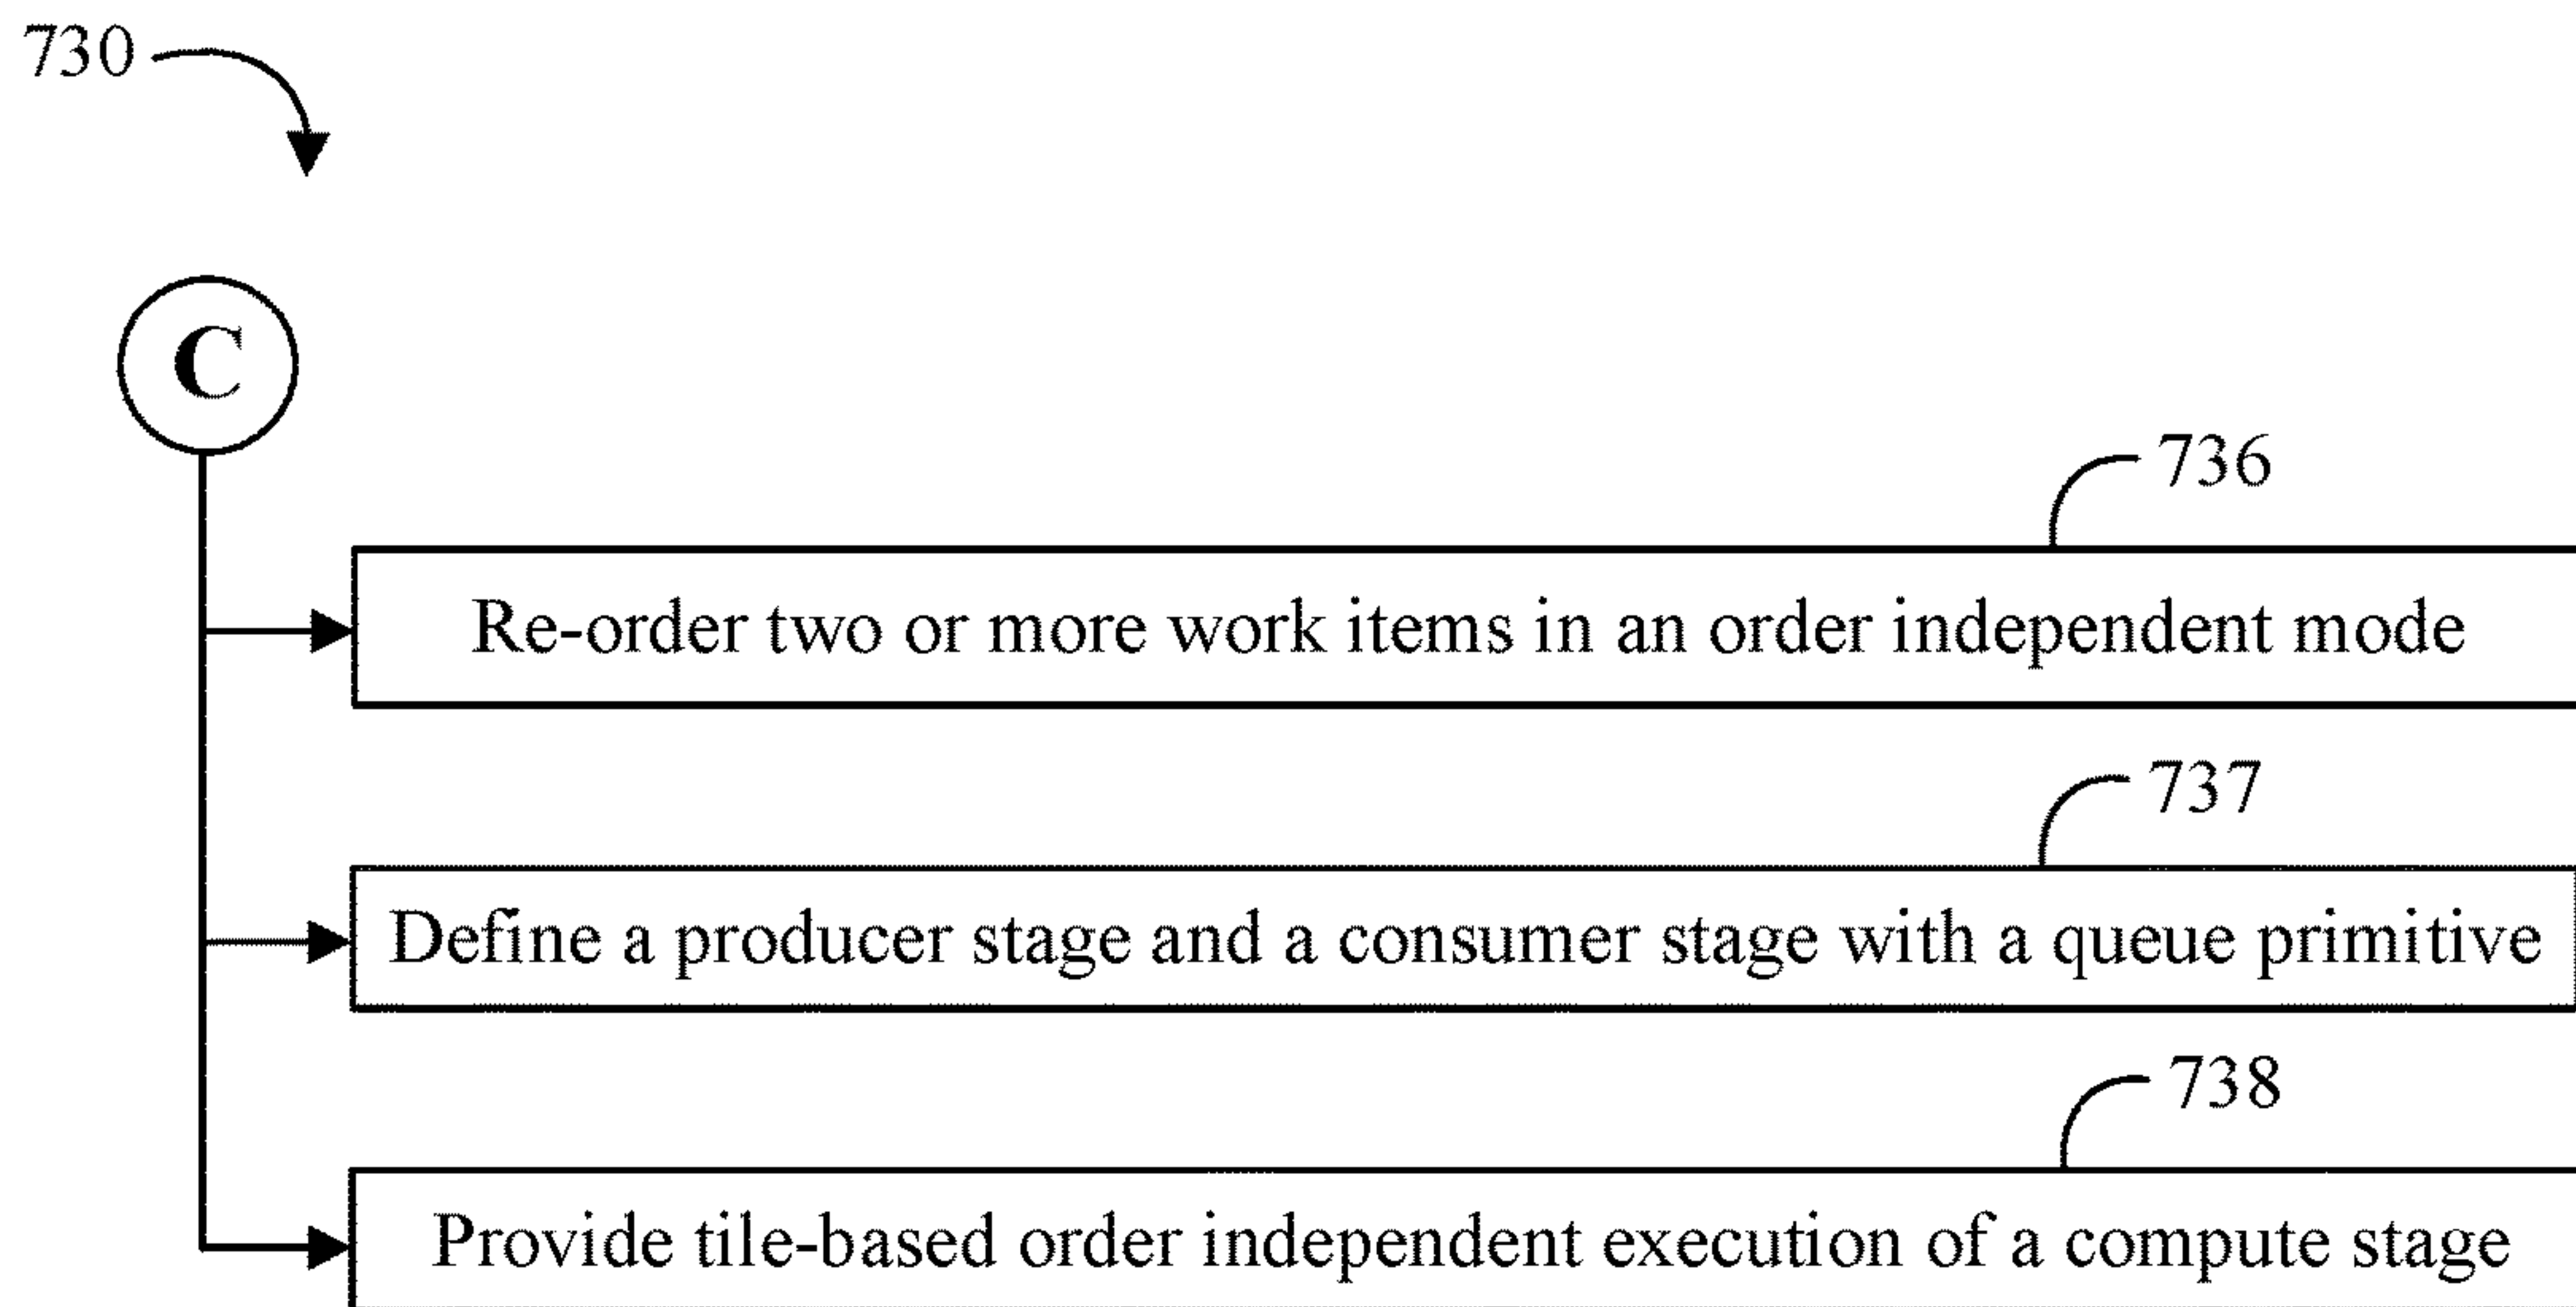 730
C
736
Re-order two or more work items in an order independent mode
737
Define a producer stage and a consumer stage with a queue primitive
738
Provide tile-based order independent execution of a compute stage